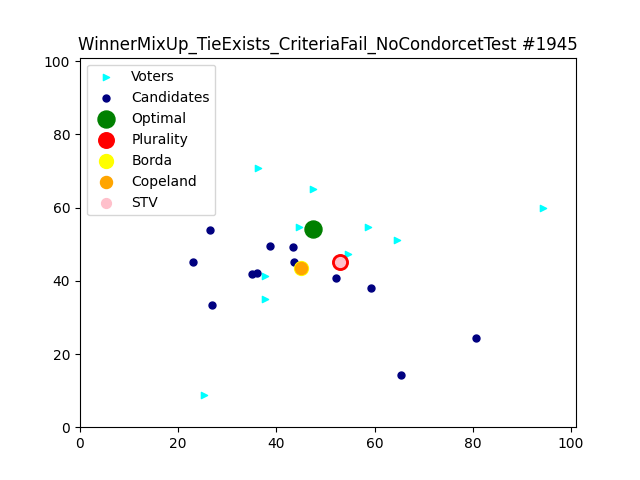 WinnerMixUp_TieExists_CriteriaFail_NoCondorcetTest #1945
Voters
Candidates
Optimal
Plurality
Borda
Copeland
STV
100
80
60
40
20
0
0 20 40 60 80 100